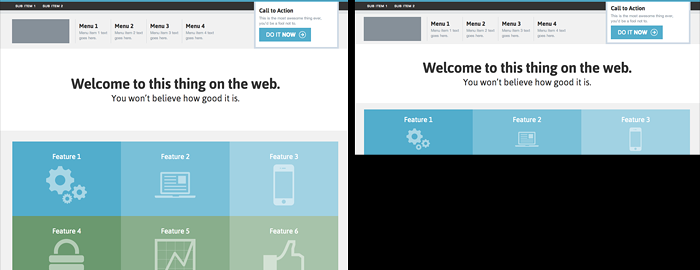 SUB ITEM 1 SUB ITEM 2
Call to Action
This is the most awesome thing ever,
you'd be a fool not to.
DO IT NOW
Menu 1 Menu 2 Menu 3 Menu 4
Menu item 1 text Menu item 2 text Menu item 3 text Menu item 4 text
goes here. goes here. goes here. goes here.
Welcome to this thing on the web.
You won't believe how good it is.
Feature 1 Feature 2 Feature 3
Feature 4 Feature 5 Feature 6
SUB ITEM 1 SUB ITEM 2
Call to Action
This is the most awesome thing ever,
you'd be a fool not to.
DO IT NOW
Menu 1 Menu 2 Menu 3 Menu 4
Menu item 1 text Menu item 2 text Menu item 3 text Menu item 4 text
goes here. goes here. goes here. goes here.
Welcome to this thing on the web.
You won't believe how good it is.
Feature 1 Feature 2 Feature 3